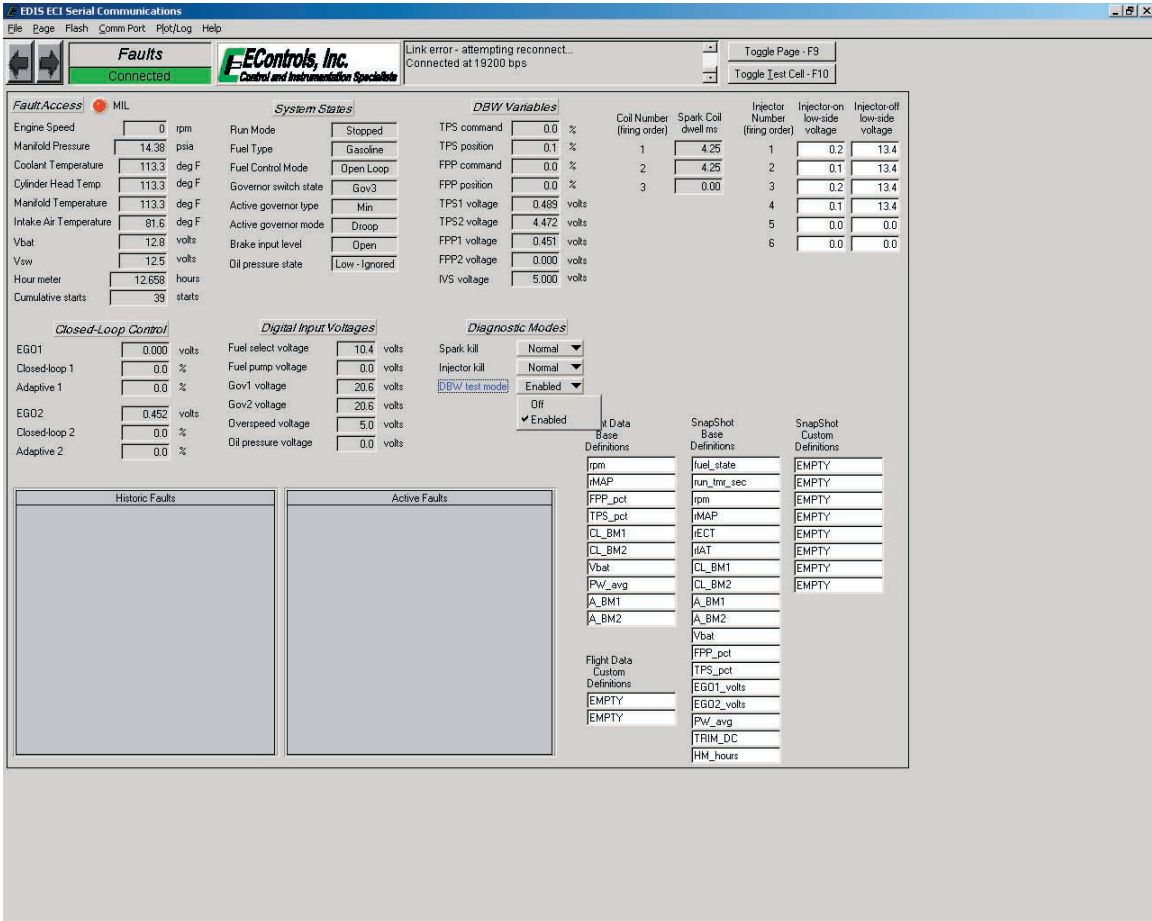 EDIS ECI Serial Communications
File Page Flash Comm Port Plot/Log Help
Faults
Connected
EControls, Inc.
Control and Instrumentation Specialists
Link error - attempting reconnect...
Connected at 19200 bps
Toggle Page - F9
Toggle Test Cell - F10
Fault Access MIL
Engine Speed 0 rpm
Manifold Pressure 14.38 psia
Coolant Temperature 113.3 deg F
Cylinder Head Temp 113.3 deg F
Manifold Temperature 113.3 deg F
Intake Air Temperature 81.6 deg F
Vbat 12.8 volts
Vsw 12.5 volts
Hour meter 12.658 hours
Cumulative starts 39 starts
System States
Run Mode Stopped
Fuel Type Gasoline
Fuel Control Mode Open Loop
Governor switch state Gov3
Active governor type Min
Active governor mode Droop
Brake input level Open
Oil pressure state Low - Ignored
DBW Variables
TPS command 0.0 %
TPS position 0.1 %
FPP command 0.0 %
FPP position 0.0 %
TPS1 voltage 0.489 volts
TPS2 voltage 4.472 volts
FPP1 voltage 0.451 volts
FPP2 voltage 0.000 volts
IVS voltage 5.000 volts
Coil Number Spark Coil
(firing order) dwell ms
1 4.25
2 4.25
3 0.00
Injector Injector-on Injector-off
Number low-side low-side
(firing order) voltage voltage
1 0.2 13.4
2 0.1 13.4
3 0.2 13.4
4 0.1 13.4
5 0.0 0.0
6 0.0 0.0
Closed-Loop Control
EGO1 0.000 volts
Closed-loop 1 0.0 %
Adaptive 1 0.0 %
EGO2 0.452 volts
Closed-loop 2 0.0 %
Adaptive 2 0.0 %
Digital Input Voltages
Fuel select voltage 10.4 volts
Fuel pump voltage 0.0 volts
Gov1 voltage 20.6 volts
Gov2 voltage 20.6 volts
Overspeed voltage 5.0 volts
Oil pressure voltage 0.0 volts
Diagnostic Modes
Spark kill Normal
Injector kill Normal
DBW test mode Enabled
Off
Enabled
Historic Faults
Active Faults
ht Data
Base
Definitions
rpm
rMAP
FPP_pct
TPS_pct
CL_BM1
CL_BM2
Vbat
PW_avg
A_BM1
A_BM2
Flight Data
Custom
Definitions
EMPTY
EMPTY
SnapShot
Base
Definitions
fuel_state
run_tmr_sec
rpm
rMAP
rECT
rIAT
CL_BM1
CL_BM2
A_BM1
A_BM2
Vbat
FPP_pct
TPS_pct
EGO1_volts
EGO2_volts
PW_avg
TRIM_DC
HM_hours
SnapShot
Custom
Definitions
EMPTY
EMPTY
EMPTY
EMPTY
EMPTY
EMPTY
EMPTY
EMPTY